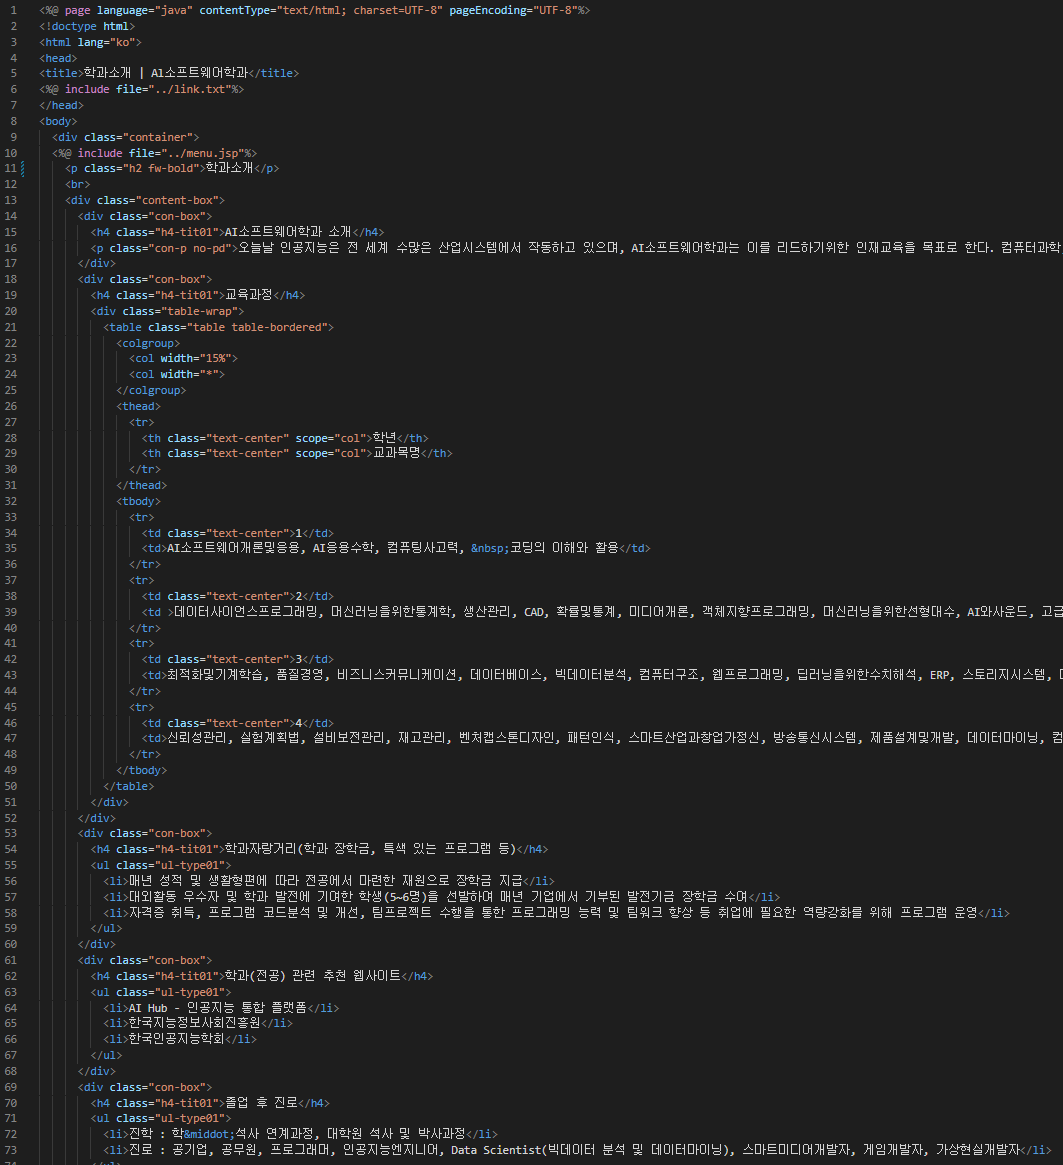 1 <%@ page language="java" contentType="text/html; charset=UTF-8" pageEncoding="UTF-8"%>
2 <!doctype html>
3 <html lang="ko">
4 <head>
5 <title>학과소개 | AI소프트웨어학과</title>
6 <%@ include file="../link.txt"%>
7 </head>
8 <body>
9 <div class="container">
10 <%@ include file="../menu.jsp"%>
11 <p class="h2 fw-bold">학과소개</p>
12 <br>
13 <div class="content-box">
14 <div class="con-box">
15 <h4 class="h4-tit01">AI소프트웨어학과 소개</h4>
16 <p class="con-p no-pd">오늘날 인공지능은 전 세계 수많은 산업시스템에서 작동하고 있으며, AI소프트웨어학과는 이를 리드하기위한 인재교육을 목표로 한다. 컴퓨터과학,
17 </div>
18 <div class="con-box">
19 <h4 class="h4-tit01">교육과정</h4>
20 <div class="table-wrap">
21 <table class="table table-bordered">
22 <colgroup>
23 <col width="15%">
24 <col width="*">
25 </colgroup>
26 <thead>
27 <tr>
28 <th class="text-center" scope="col">학년</th>
29 <th class="text-center" scope="col">교과목명</th>
30 </tr>
31 </thead>
32 <tbody>
33 <tr>
34 <td class="text-center">1</td>
35 <td>AI소프트웨어개론및응용, AI응용수학, 컴퓨팅사고력, &nbsp;코딩의 이해와 활용</td>
36 </tr>
37 <tr>
38 <td class="text-center">2</td>
39 <td >데이터사이언스프로그래밍, 머신러닝을위한통계학, 생산관리, CAD, 확률및통계, 미디어개론, 객체지향프로그래밍, 머신러닝을위한선형대수, AI와사운드, 고급
40 </tr>
41 <tr>
42 <td class="text-center">3</td>
43 <td>최적화및기계학습, 품질경영, 비즈니스커뮤니케이션, 데이터베이스, 빅데이터분석, 컴퓨터구조, 웹프로그래밍, 딥러닝을위한수치해석, ERP, 스토리지시스템,
44 </tr>
45 <tr>
46 <td class="text-center">4</td>
47 <td>신뢰성관리, 실험계획법, 설비보전관리, 재고관리, 벤처캡스톤디자인, 패턴인식, 스마트산업과창업가정신, 방송통신시스템, 제품설계및개발, 데이터마이닝, 컴
48 </tr>
49 </tbody>
50 </table>
51 </div>
52 </div>
53 <div class="con-box">
54 <h4 class="h4-tit01">학과자랑거리(학과 장학금, 특색 있는 프로그램 등)</h4>
55 <ul class="ul-type01">
56 <li>매년 성적 및 생활형편에 따라 전공에서 마련한 재원으로 장학금 지급</li>
57 <li>대외활동 우수자 및 학과 발전에 기여한 학생(5~6명)을 선발하여 매년 기업에서 기부된 발전기금 장학금 수여</li>
58 <li>자격증 취득, 프로그램 코드분석 및 개선, 팀프로젝트 수행을 통한 프로그래밍 능력 및 팀워크 향상 등 취업에 필요한 역량강화를 위해 프로그램 운영</li>
59 </ul>
60 </div>
61 <div class="con-box">
62 <h4 class="h4-tit01">학과(전공) 관련 추천 웹사이트</h4>
63 <ul class="ul-type01">
64 <li>AI Hub - 인공지능 통합 플랫폼</li>
65 <li>한국지능정보사회진흥원</li>
66 <li>한국인공지능학회</li>
67 </ul>
68 </div>
69 <div class="con-box">
70 <h4 class="h4-tit01">졸업 후 진로</h4>
71 <ul class="ul-type01">
72 <li>진학 : 학&middot;석사 연계과정, 대학원 석사 및 박사과정</li>
73 <li>진로 : 공기업, 공무원, 프로그래머, 인공지능엔지니어, Data Scientist(빅데이터 분석 및 데이터마이닝), 스마트미디어개발자, 게임개발자, 가상현실개발자</li>